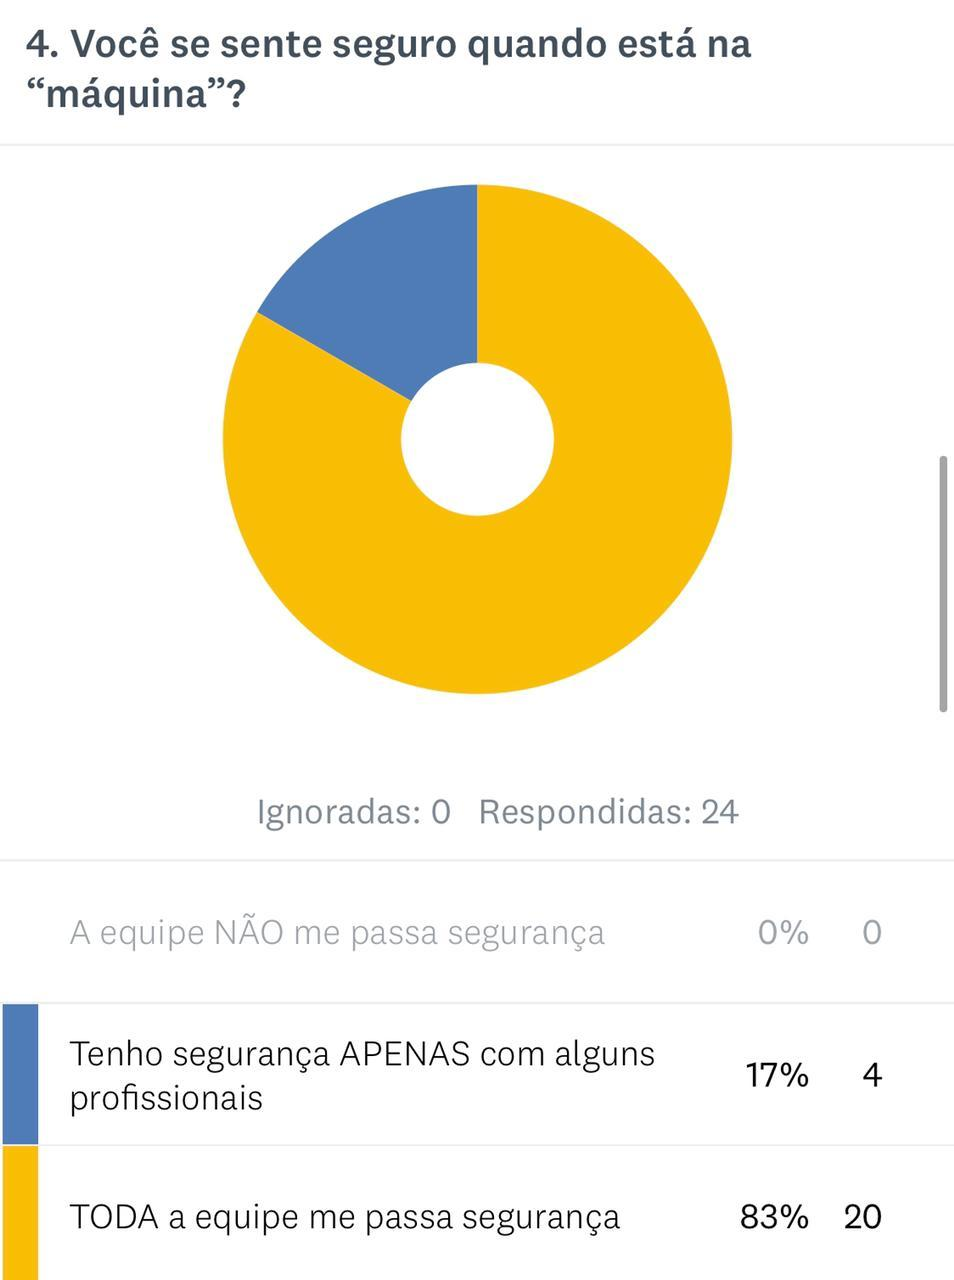 4. Você se sente seguro quando está na
“máquina”?
Ignoradas: 0 Respondidas: 24
A equipe NÃO me passa segurança 0% 0
Tenho segurança APENAS com alguns
profissionais 17% 4
TODA a equipe me passa segurança 83% 20